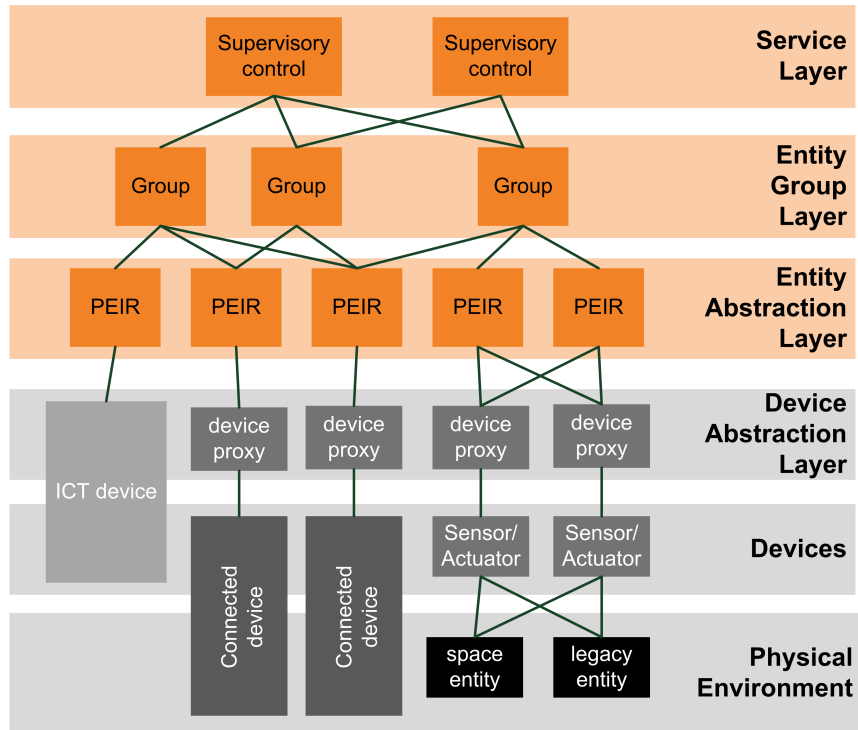 Supervisory
control
Supervisory
control
Service
Layer
Group
Group
Group
Entity
Group
Layer
PEIR
PEIR
PEIR
PEIR
PEIR
Entity
Abstraction
Layer
ICT device
device
proxy
device
proxy
device
proxy
device
proxy
Device
Abstraction
Layer
Connected
device
Connected
device
Sensor/
Actuator
Sensor/
Actuator
Devices
space
entity
legacy
entity
Physical
Environment